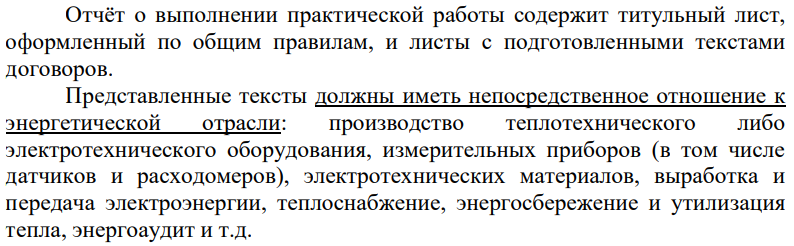 Отчёт о выполнении практической работы содержит титульный лист,
оформленный по общим правилам, и листы с подготовленными текстами
договоров.
Представленные тексты должны иметь непосредственное отношение к
энергетической отрасли: производство теплотехнического либо
электротехнического оборудования, измерительных приборов (в том числе
датчиков и расходомеров), электротехнических материалов, выработка и
передача электроэнергии, теплоснабжение, энергосбережение и утилизация
тепла, энергоаудит и т.д.